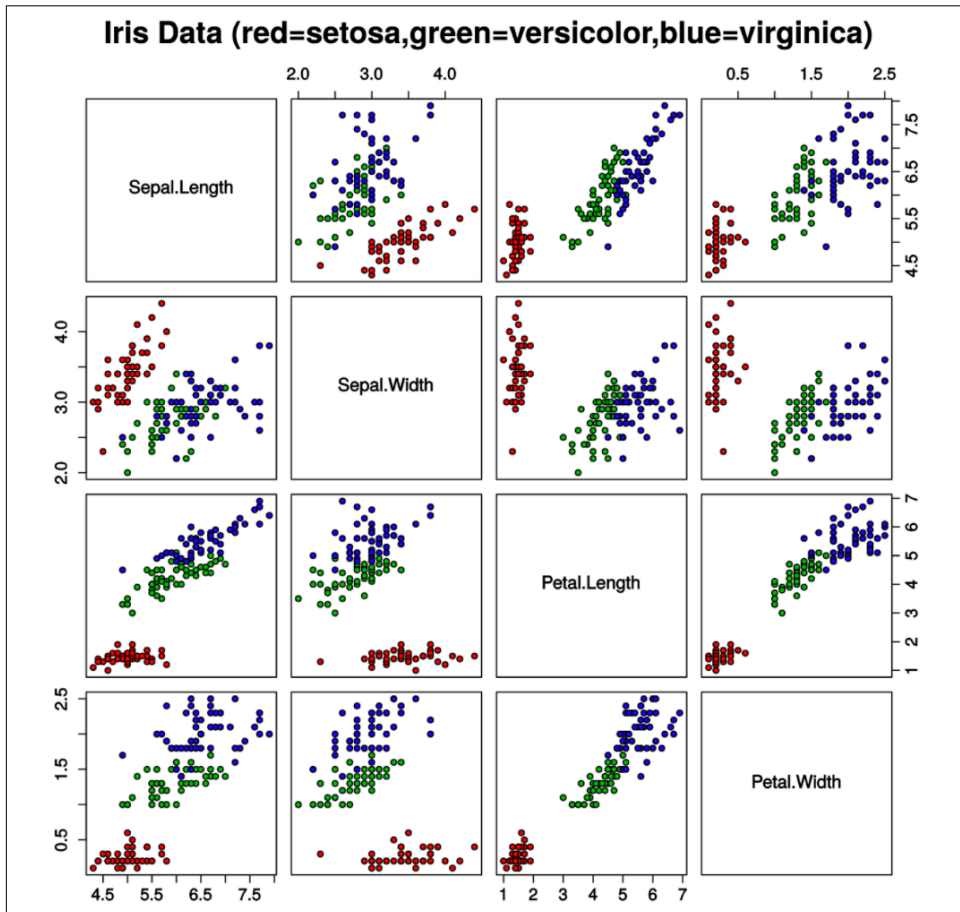 Iris Data (red=setosa,green=versicolor,blue=virginica)
2.0 3.0 4.0
0.5 1.5 2.5
Sepal.Length
4.5 5.5 6.5 7.5
2.0 3.0 4.0
Sepal.Width
Petal.Length
1 2 3 4 5 6 7
0.5 1.5 2.5
Petal.Width
4.5 5.5 6.5 7.5
1 2 3 4 5 6 7